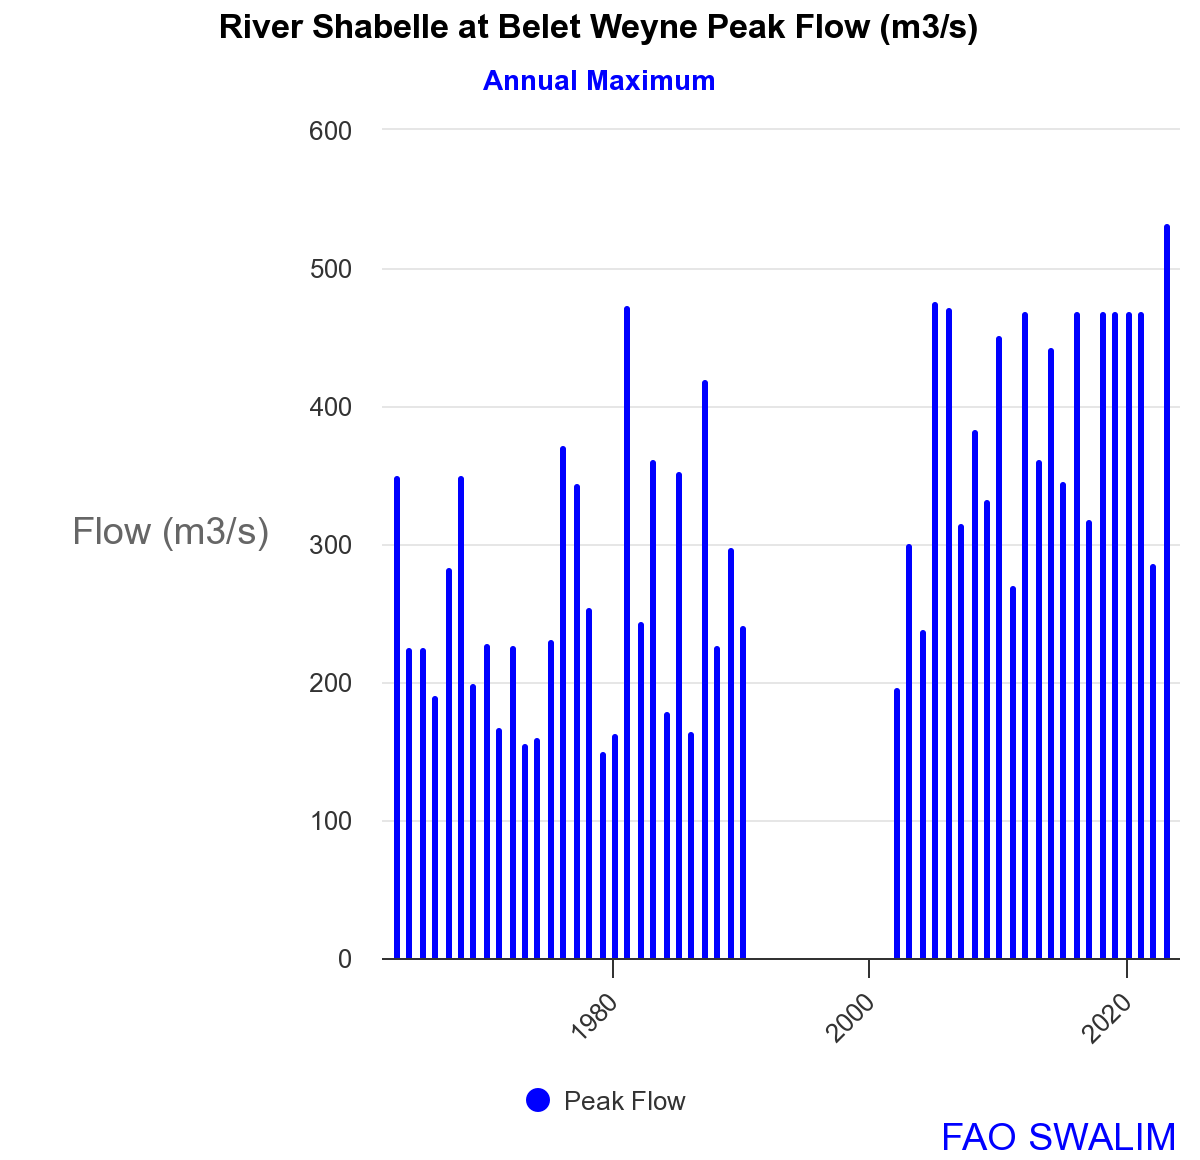 River Shabelle at Belet Weyne Peak Flow (m3/s)
Annual Maximum
600
500
400
Flow (m3/s)
300
200
100
0
1980
2000
2020
Peak Flow
FAO SWALIM